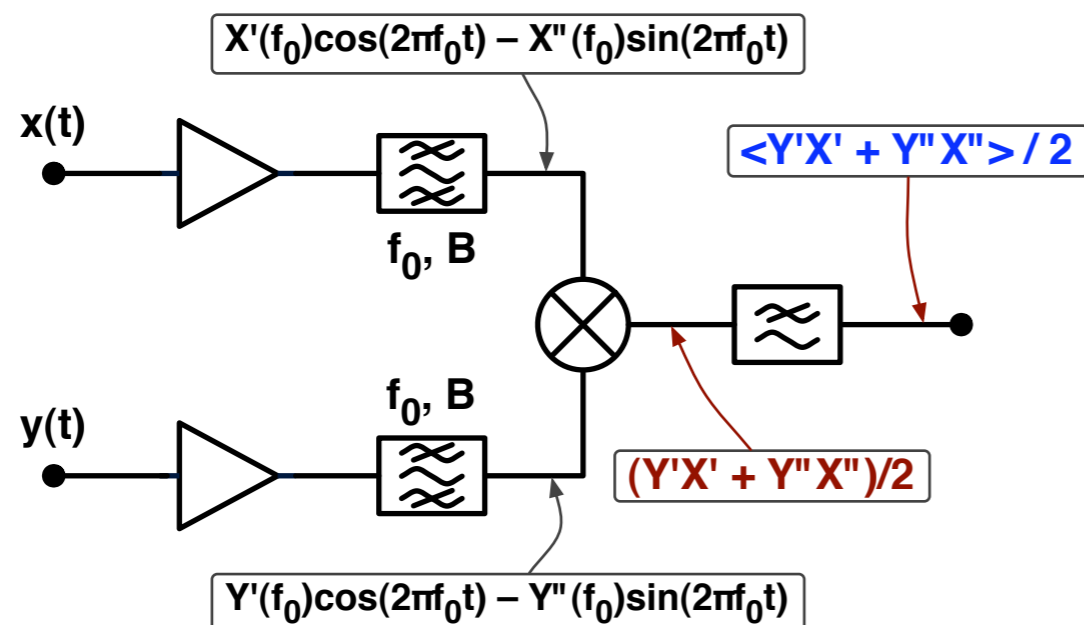 X'(f₀)cos(2πf₀t) – X"(f₀)sin(2πf₀t)
x(t)
<Y'X' + Y"X"> / 2
f₀, B
f₀, B
y(t)
(Y'X' + Y"X")/2
Y'(f₀)cos(2πf₀t) – Y"(f₀)sin(2πf₀t)